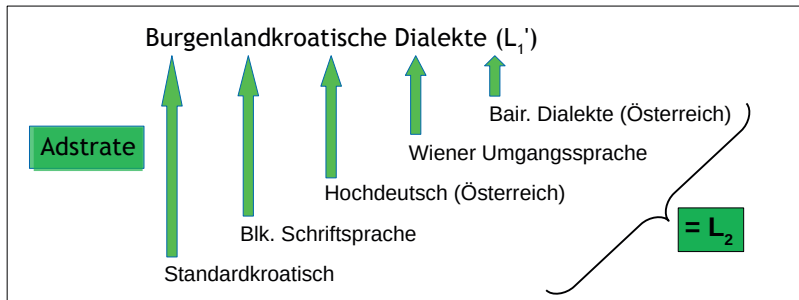 Burgenlandkroatische Dialekte (L₁')
Bair. Dialekte (Österreich)
Adstrate
Wiener Umgangssprache
Hochdeutsch (Österreich)
= L₂
Blk. Schriftsprache
Standardkroatisch